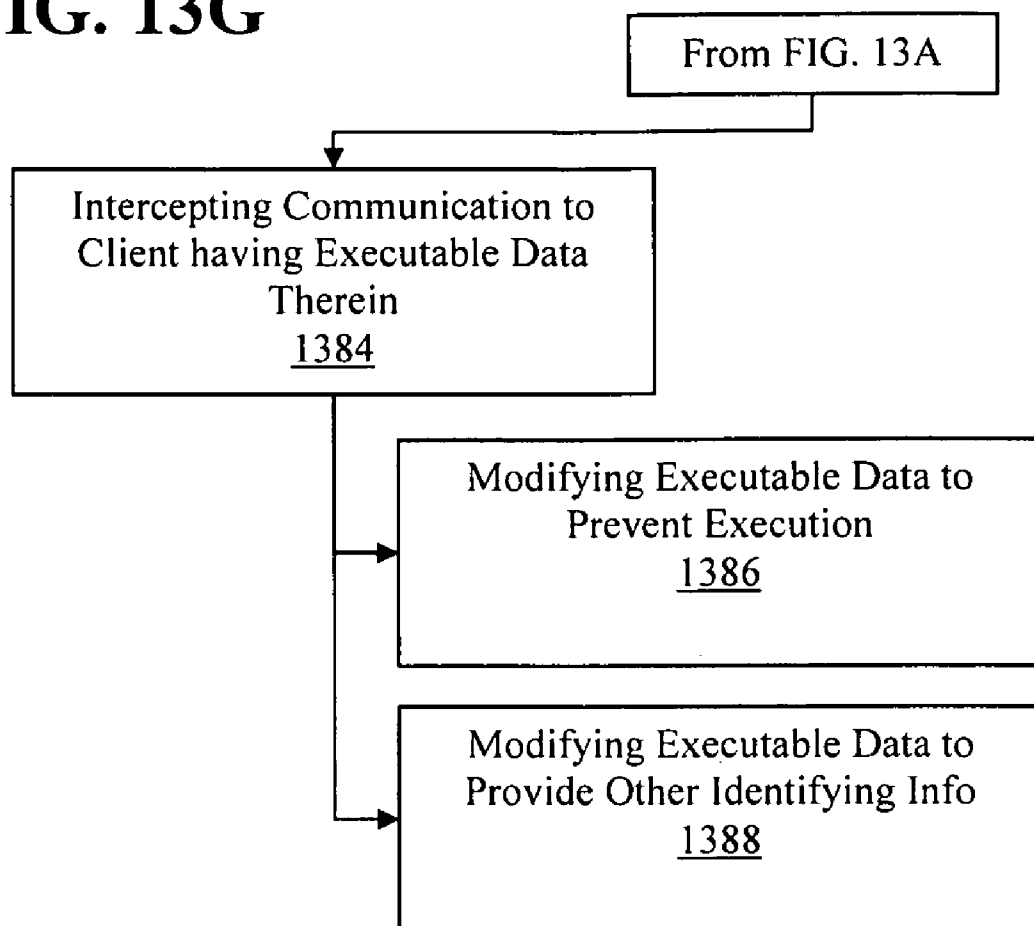 IG. 13G
From FIG. 13A
Intercepting Communication to
Client having Executable Data
Therein
1384
Modifying Executable Data to
Prevent Execution
1386
Modifying Executable Data to
Provide Other Identifying Info
1388